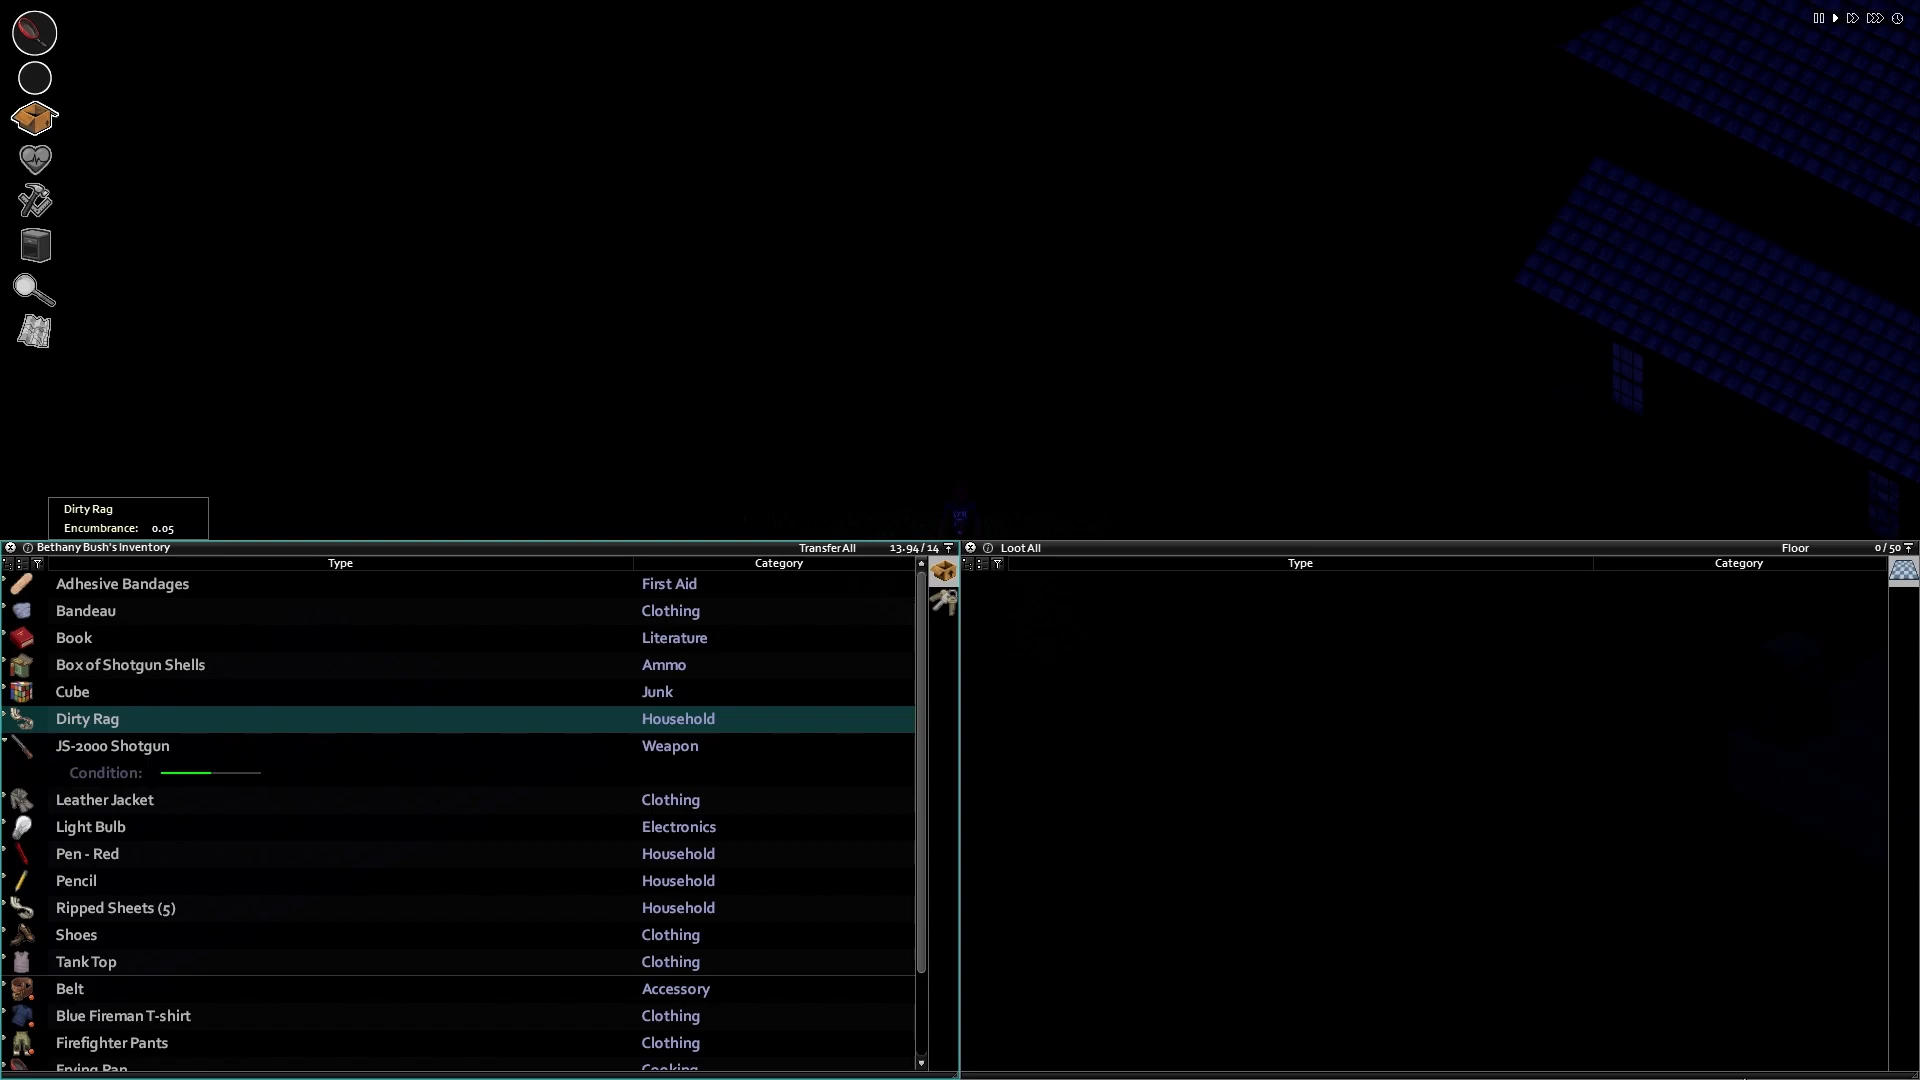 Dirty Rag
Encumbrance: 0.05
Bethany Bush's Inventory Transfer All 13.94 / 14
Type Category
Adhesive Bandages First Aid
Bandeau Clothing
Book Literature
Box of Shotgun Shells Ammo
Cube Junk
Dirty Rag Household
JS-2000 Shotgun Weapon
Condition:
Leather Jacket Clothing
Light Bulb Electronics
Pen - Red Household
Pencil Household
Ripped Sheets (5) Household
Shoes Clothing
Tank Top Clothing
Belt Accessory
Blue Fireman T-shirt Clothing
Firefighter Pants Clothing
Frying Pan Cooking
Loot All Floor 0 / 50
Type Category